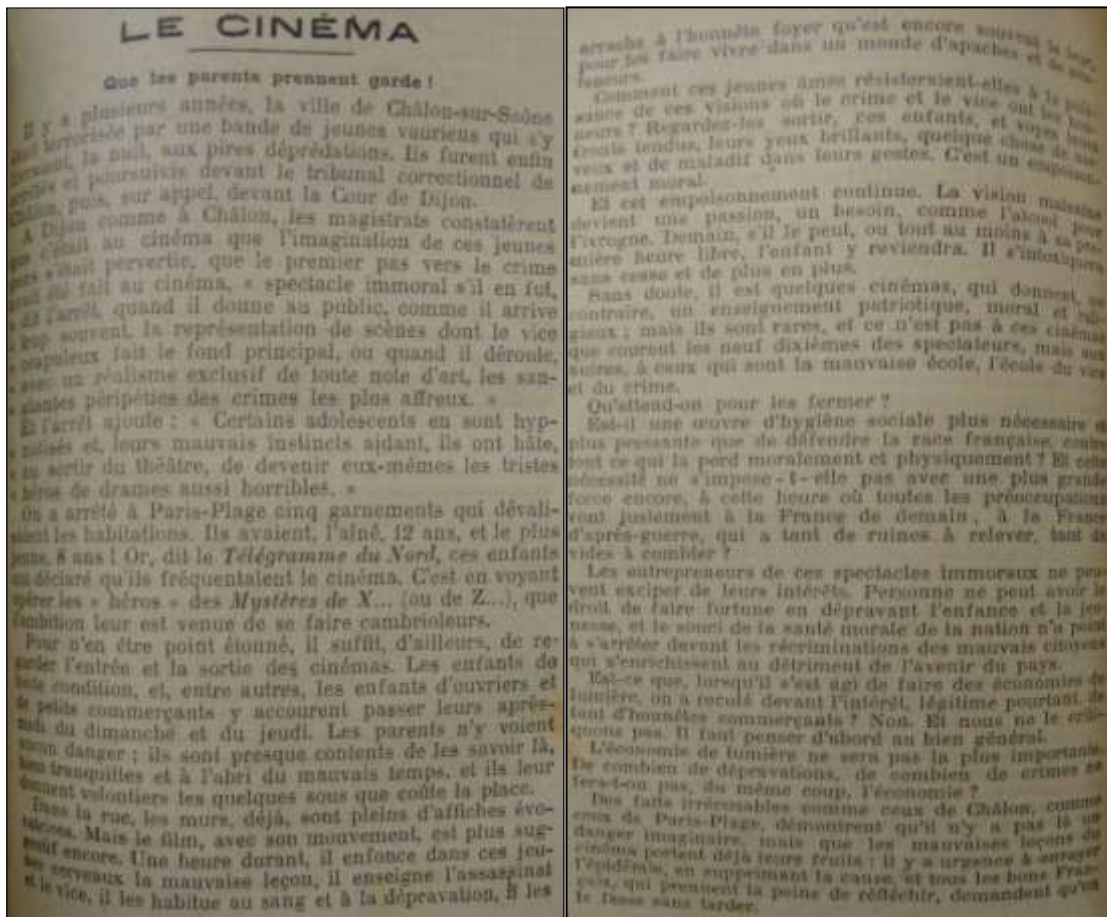 LE CINÉMA
Que les parents prennent garde !
Il y a plusieurs années, la ville de Châlon-sur-Saône
était terrorisée par une bande de jeunes vauriens qui s'y
livraient, la nuit, aux pires déprédations. Ils furent enfin
arrêtés et poursuivis devant le tribunal correctionnel de
Châlon, puis, sur appel, devant la Cour de Dijon.
A Dijon comme à Châlon, les magistrats constatèrent
que c'était au cinéma que l'imagination de ces jeunes
gens s'était pervertie, que le premier pas vers le crime
avait été fait au cinéma, « spectacle immoral s'il en fut,
« dit l'arrêt, quand il donne au public, comme il arrive
« trop souvent, la représentation de scènes dont le vice
« crapuleux fait le fond principal, ou quand il déroule,
« avec un réalisme exclusif de toute note d'art, les san-
« glantes péripéties des crimes les plus affreux. »
Et l'arrêt ajoute : « Certains adolescents en sont hyp-
« notisés et, leurs mauvais instincts aidant, ils ont hâte,
« au sortir du théâtre, de devenir eux-mêmes les tristes
« héros de drames aussi horribles. »
On a arrêté à Paris-Plage cinq garnements qui dévali-
saient les habitations. Ils avaient, l'aîné, 12 ans, et le plus
jeune, 8 ans ! Or, dit le Télégramme du Nord, ces enfants
ont déclaré qu'ils fréquentaient le cinéma. C'est en voyant
opérer les « héros » des Mystères de X... (ou de Z...), que
l'ambition leur est venue de se faire cambrioleurs.
Pour n'en être point étonné, il suffit, d'ailleurs, de re-
garder l'entrée et la sortie des cinémas. Les enfants de
toute condition, et, entre autres, les enfants d'ouvriers et
de petits commerçants y accourent passer leurs après-
midi du dimanche et du jeudi. Les parents n'y voient
aucun danger ; ils sont presque contents de les savoir là,
bien tranquilles et à l'abri du mauvais temps, et ils leur
donnent volontiers les quelques sous que coûte la place.
Dans la rue, les murs, déjà, sont pleins d'affiches évo-
catrices. Mais le film, avec son mouvement, est plus sug-
gestif encore. Une heure durant, il enfonce dans ces jeu-
nes cerveaux la mauvaise leçon, il enseigne l'assassinat
et le vice, il les habitue au sang et à la dépravation, il les
arrache à l'honnête foyer qu'est encore souvent le leur,
pour les faire vivre dans un monde d'apaches et de
Comment ces jeunes âmes résisteraient-elles à la puis-
sance de ces visions où le crime et le vice ont les hon-
neurs ? Regardez-les sortir, ces enfants, et voyez leurs
fronts tendus, leurs yeux brillants, quelque chose de ner-
veux et de maladif dans leurs gestes. C'est un empoison-
nement moral.
Et cet empoisonnement continue. La vision malsaine
devient une passion, un besoin, comme l'alcool pour
l'ivrogne. Demain, s'il le peut, ou tout au moins à sa pre-
mière heure libre, l'enfant y reviendra. Il s'intoxiquera
sans cesse et de plus en plus.
Sans doute, il est quelques cinémas, qui donnent, au
contraire, un enseignement patriotique, moral et reli-
gieux ; mais ils sont rares, et ce n'est pas à ces cinémas
que courent les neuf dixièmes des spectateurs, mais aux
autres, à ceux qui sont la mauvaise école, l'école du vice
et du crime.
Qu'attend-on pour les fermer ?
Est-il une œuvre d'hygiène sociale plus nécessaire et
plus pressante que de défendre la race française, contre
tout ce qui la perd moralement et physiquement ? Et cette
nécessité ne s'impose-t-elle pas avec une plus grande
force encore, à cette heure où toutes les préoccupations
vont justement à la France de demain, à la France
d'après-guerre, qui a tant de ruines à relever, tant de
vides à combler ?
Les entrepreneurs de ces spectacles immoraux ne peu-
vent exciper de leurs intérêts. Personne ne peut avoir le
droit de faire fortune en dépravant l'enfance et la jeu-
nesse, et le souci de la santé morale de la nation n'a point
à s'arrêter devant les récriminations des mauvais citoyens
qui s'enrichissent au détriment de l'avenir du pays.
Est-ce que, lorsqu'il s'est agi de faire des économies de
lumière, on a reculé devant l'intérêt, légitime pourtant, de
tant d'honnêtes commerçants ? Non. Et nous ne le criti-
quons pas. Il faut penser d'abord au bien général.
L'économie de lumière ne sera pas la plus importante.
De combien de dépravations, de combien de crimes ne
fera-t-on pas, du même coup, l'économie ?
Des faits irrécusables comme ceux de Châlon, comme
ceux de Paris-Plage, démontrent qu'il n'y a pas là un
danger imaginaire, mais que les mauvaises leçons du
cinéma portent déjà leurs fruits ; il y a urgence à enrayer
l'épidémie, en supprimant la cause, et tous les bons Fran-
çais, qui prennent la peine de réfléchir, demandent qu'on
le fasse sans tarder.